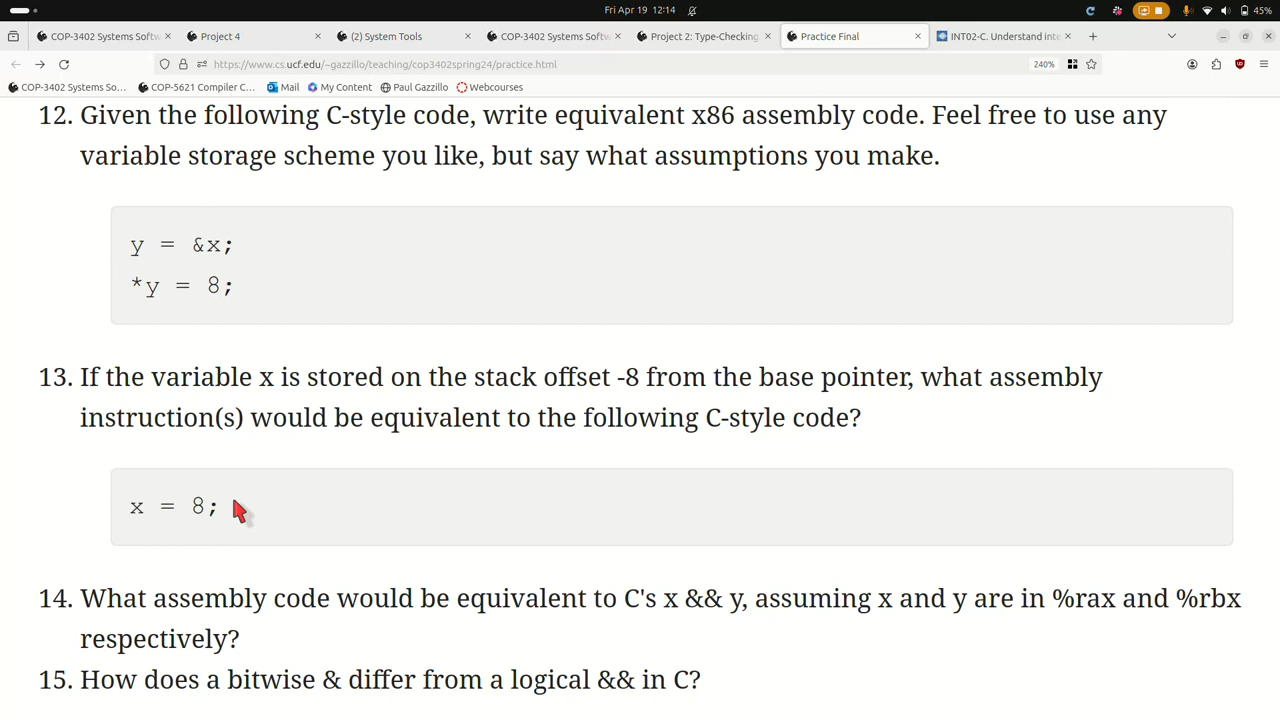 Fri Apr 19 12:14
45%
COP-3402 Systems Softw
Project 4
(2) System Tools
COP-3402 Systems Softw
Project 2: Type-Checking
Practice Final
INT02-C. Understand inte
https://www.cs.ucf.edu/~gazzillo/teaching/cop3402spring24/practice.html
240%
COP-3402 Systems So...
COP-5621 Compiler C...
Mail
My Content
Paul Gazzillo
Webcourses
12. Given the following C-style code, write equivalent x86 assembly code. Feel free to use any
variable storage scheme you like, but say what assumptions you make.
y = &x;
*y = 8;
13. If the variable x is stored on the stack offset -8 from the base pointer, what assembly
instruction(s) would be equivalent to the following C-style code?
x = 8;
14. What assembly code would be equivalent to C's x && y, assuming x and y are in %rax and %rbx
respectively?
15. How does a bitwise & differ from a logical && in C?